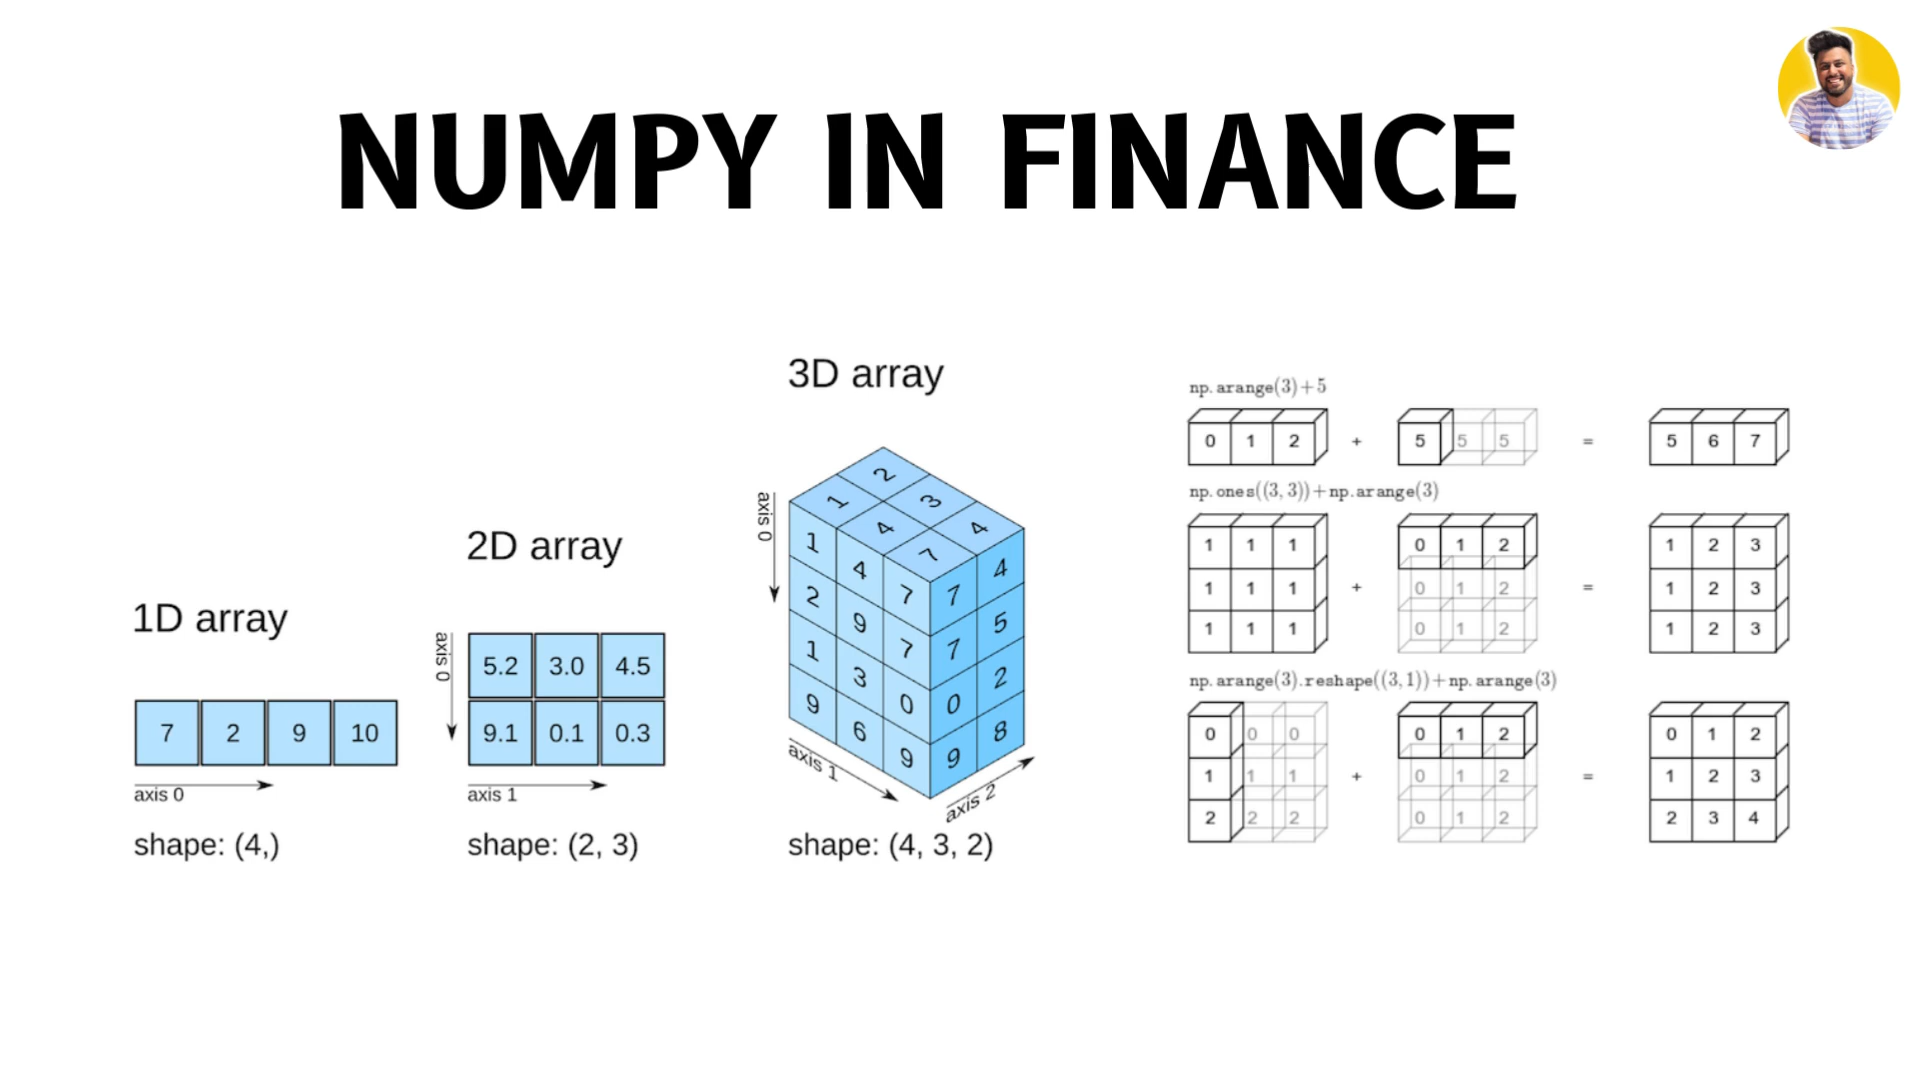 NUMPY IN FINANCE
1D array
7 2 9 10
axis 0
shape: (4,)
2D array
axis 0
5.2 3.0 4.5
9.1 0.1 0.3
axis 1
shape: (2, 3)
3D array
axis 0
2
1 3
4 4
7
1 4 7 7 4
2 9 7 7 5
1 3 0 0 2
9 6 9 9 8
axis 1
axis 2
shape: (4, 3, 2)
np.arange(3)+5
0 1 2 + 5 5 5 = 5 6 7
np.ones((3,3))+np.arange(3)
1 1 1 0 1 2 1 2 3
1 1 1 + 0 1 2 = 1 2 3
1 1 1 0 1 2 1 2 3
np.arange(3).reshape((3,1))+np.arange(3)
0 0 0 0 1 2 0 1 2
1 1 1 + 0 1 2 = 1 2 3
2 2 2 0 1 2 2 3 4